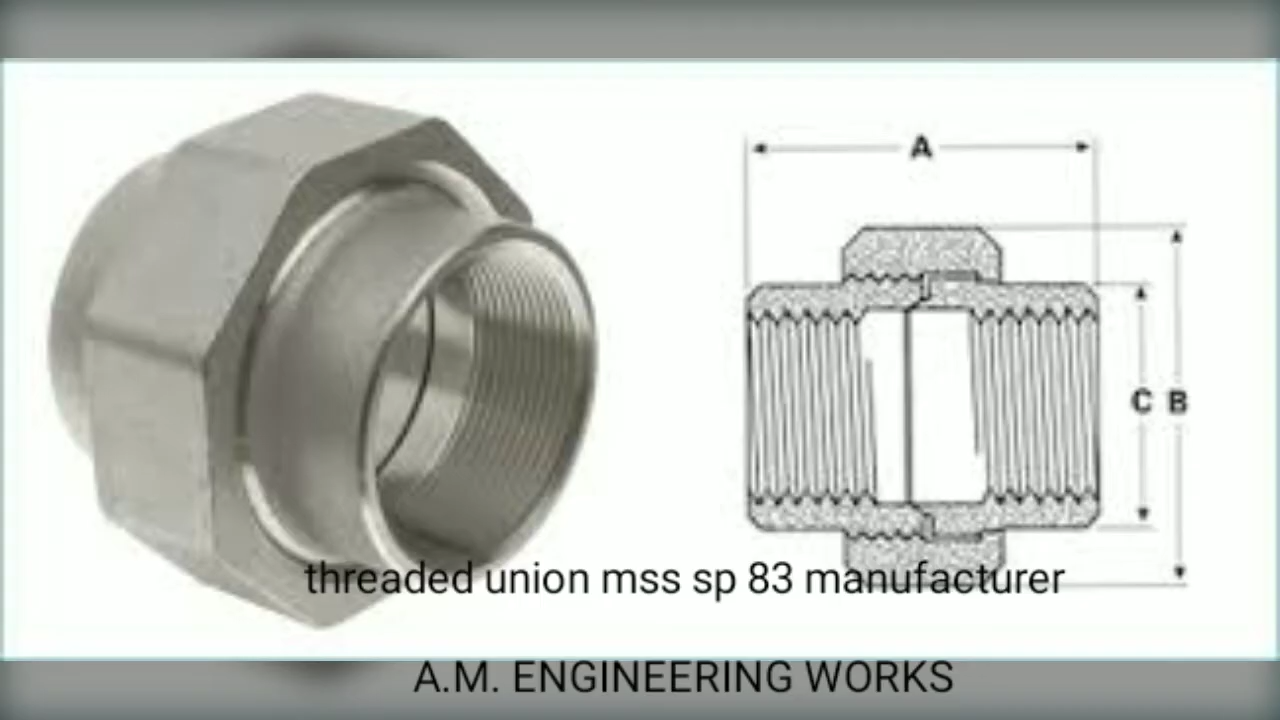 A
C B
threaded union mss sp 83 manufacturer
A.M. ENGINEERING WORKS